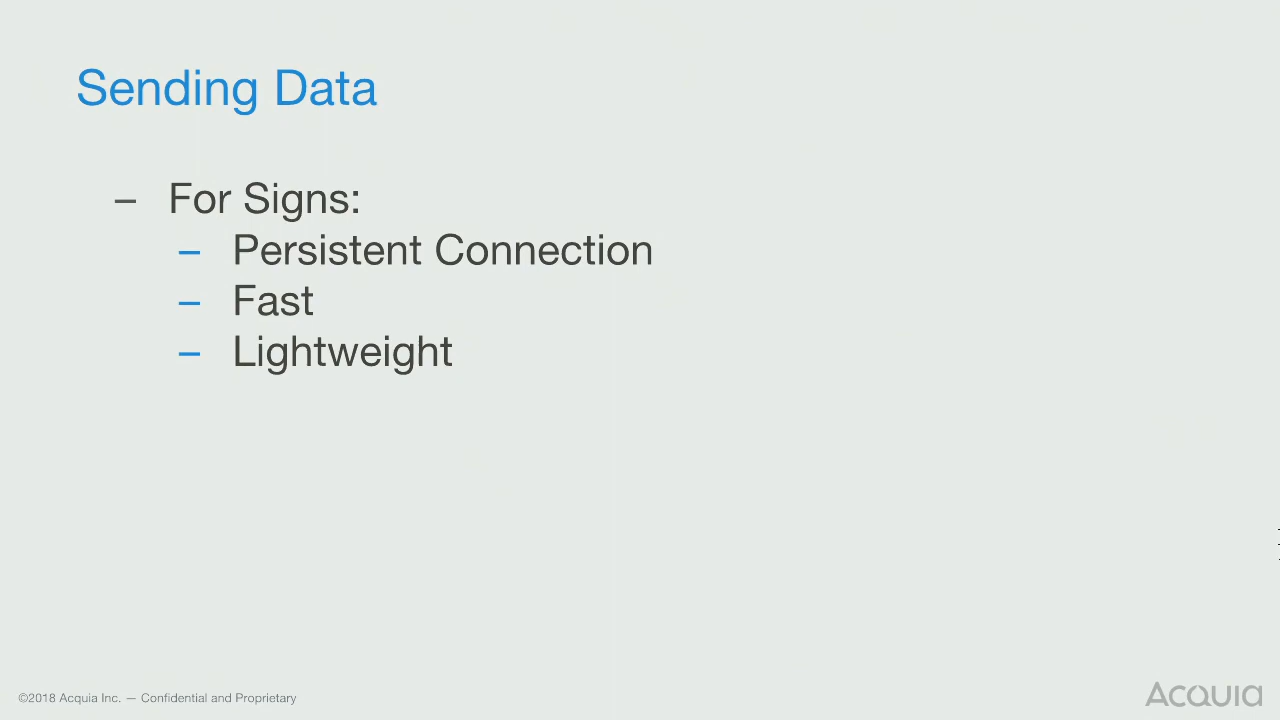 Sending Data
– For Signs:
– Persistent Connection
– Fast
– Lightweight
©2018 Acquia Inc. — Confidential and Proprietary
Acquia